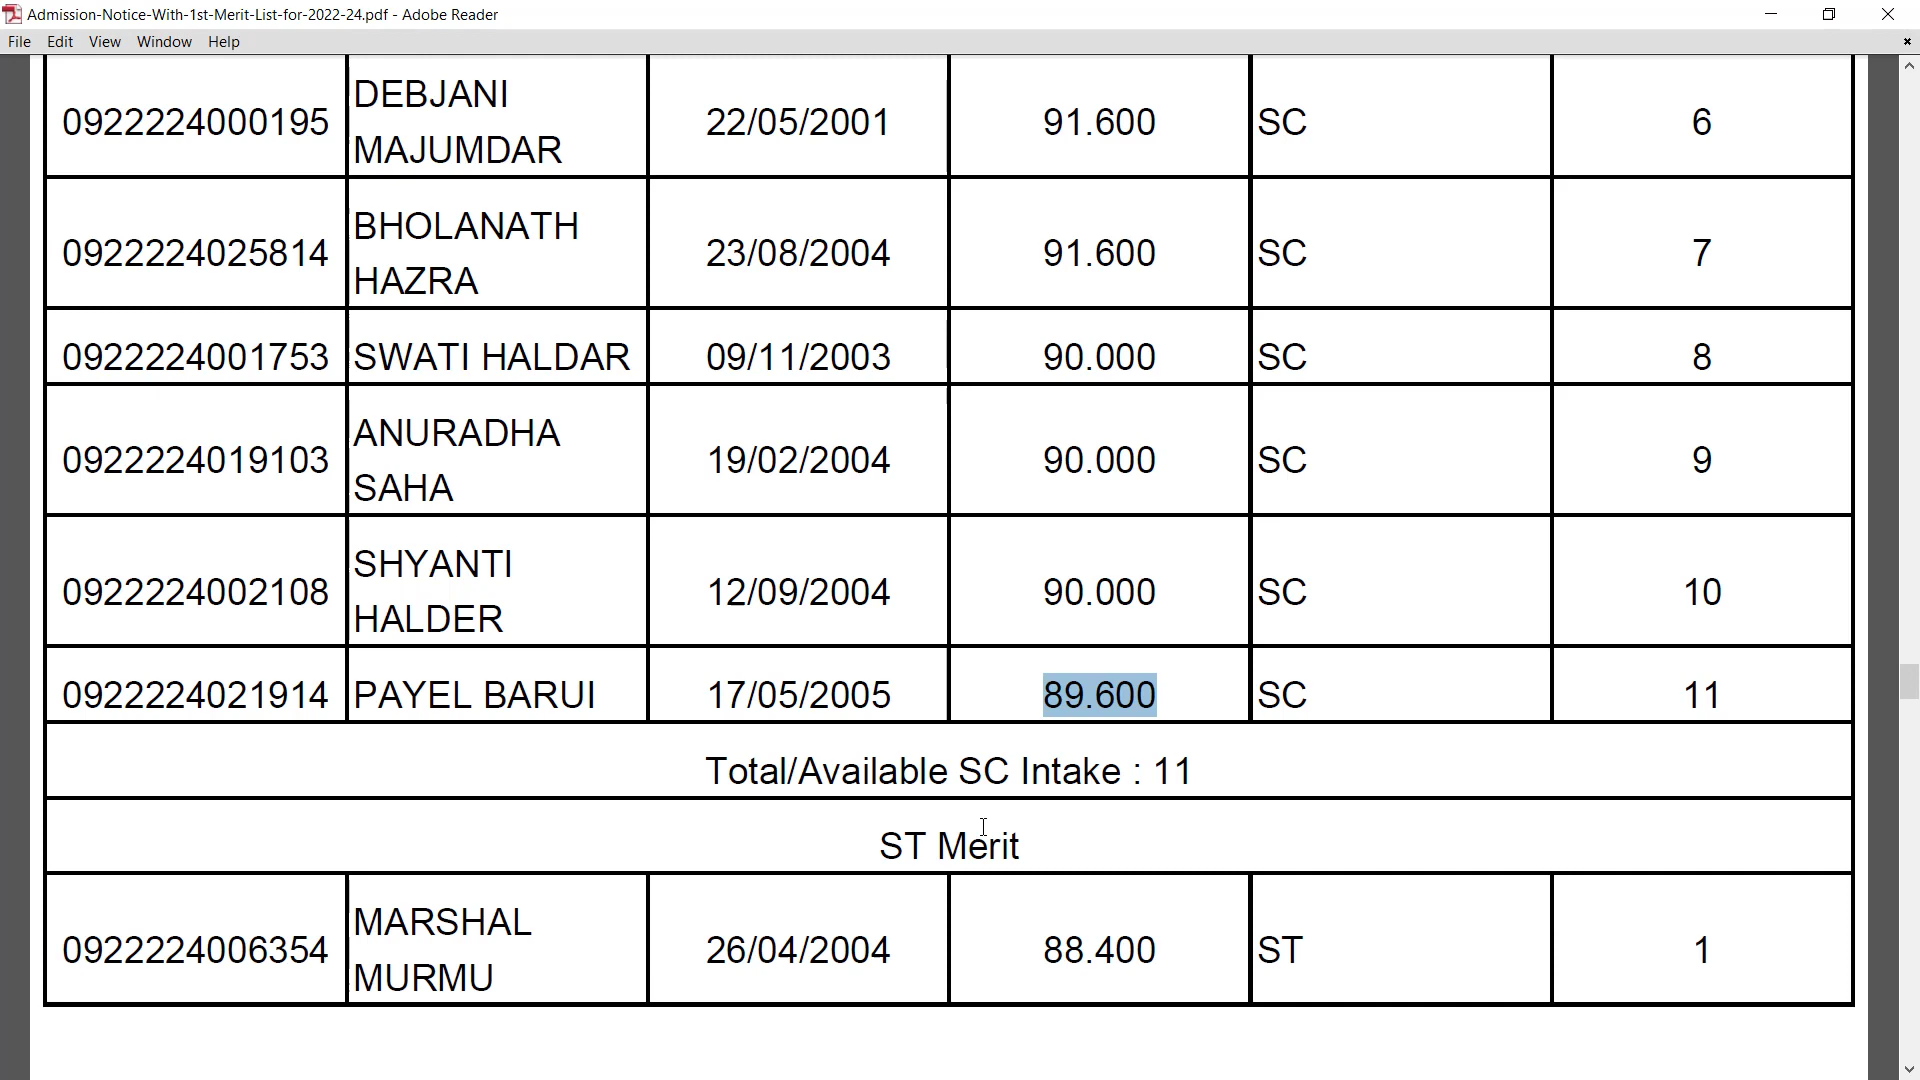 Admission-Notice-With-1st-Merit-List-for-2022-24.pdf - Adobe Reader
File Edit View Window Help
0922224000195 DEBJANI MAJUMDAR 22/05/2001 91.600 SC 6
0922224025814 BHOLANATH HAZRA 23/08/2004 91.600 SC 7
0922224001753 SWATI HALDAR 09/11/2003 90.000 SC 8
0922224019103 ANURADHA SAHA 19/02/2004 90.000 SC 9
0922224002108 SHYANTI HALDER 12/09/2004 90.000 SC 10
0922224021914 PAYEL BARUI 17/05/2005 89.600 SC 11
Total/Available SC Intake : 11
ST Merit
0922224006354 MARSHAL MURMU 26/04/2004 88.400 ST 1